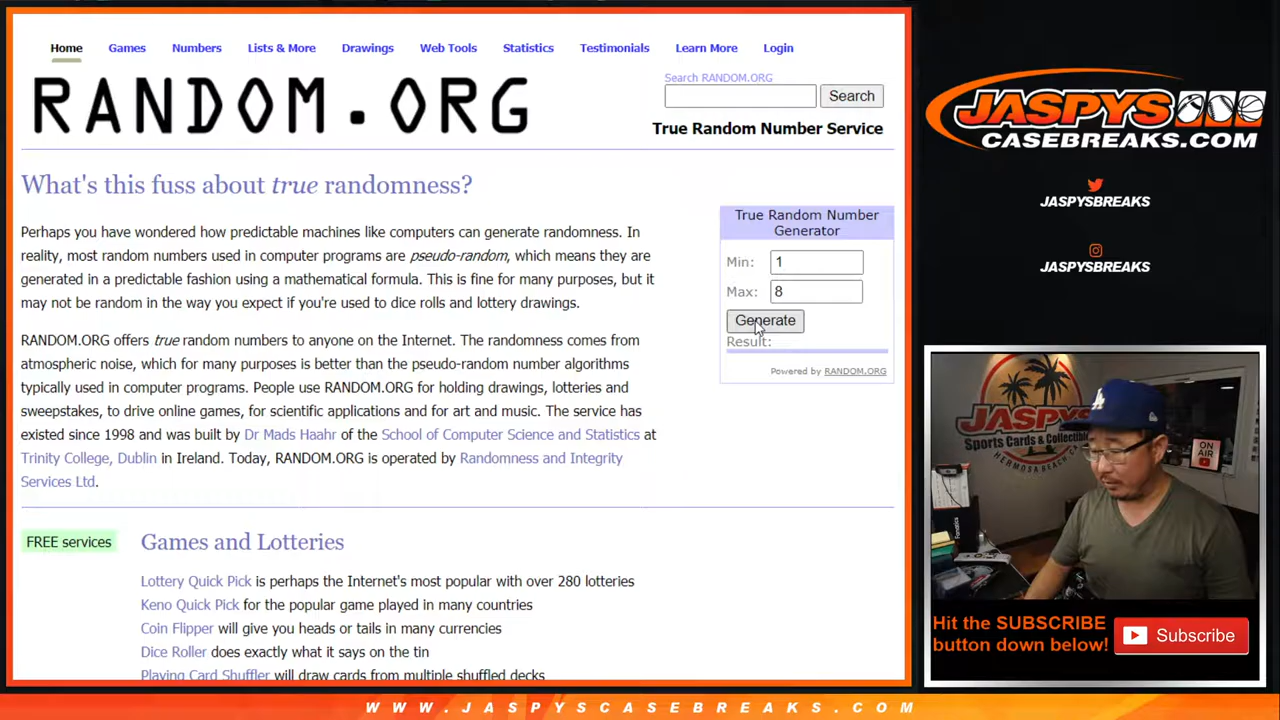 Home Games Numbers Lists & More Drawings Web Tools Statistics Testimonials Learn More Login
RANDOM.ORG
Search RANDOM.ORG
Search
True Random Number Service
What's this fuss about true randomness?
Perhaps you have wondered how predictable machines like computers can generate randomness. In
reality, most random numbers used in computer programs are pseudo-random, which means they are
generated in a predictable fashion using a mathematical formula. This is fine for many purposes, but it
may not be random in the way you expect if you're used to dice rolls and lottery drawings.
RANDOM.ORG offers true random numbers to anyone on the Internet. The randomness comes from
atmospheric noise, which for many purposes is better than the pseudo-random number algorithms
typically used in computer programs. People use RANDOM.ORG for holding drawings, lotteries and
sweepstakes, to drive online games, for scientific applications and for art and music. The service has
existed since 1998 and was built by Dr Mads Haahr of the School of Computer Science and Statistics at
Trinity College, Dublin in Ireland. Today, RANDOM.ORG is operated by Randomness and Integrity
Services Ltd.
True Random Number
Generator
Min: 1
Max: 8
Generate
Result:
Powered by RANDOM.ORG
FREE services
Games and Lotteries
Lottery Quick Pick is perhaps the Internet's most popular with over 280 lotteries
Keno Quick Pick for the popular game played in many countries
Coin Flipper will give you heads or tails in many currencies
Dice Roller does exactly what it says on the tin
Playing Card Shuffler will draw cards from multiple shuffled decks
JASPYS
CASEBREAKS.COM
JASPYSBREAKS
JASPYSBREAKS
JASPYS
Sports Cards & Collectible
HERMOSA BEACH
ON
AIR
Fanatics
Hit the SUBSCRIBE
button down below!
Subscribe
WWW.JASPYSCASEBREAKS.COM